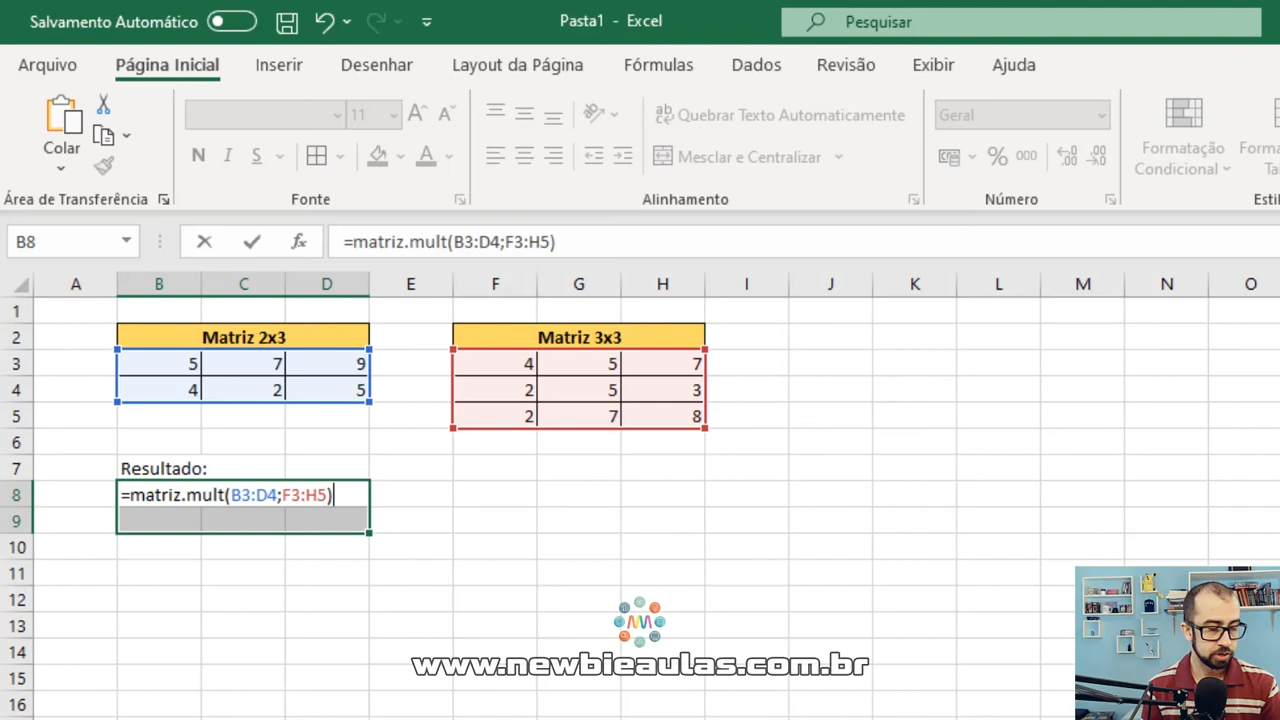 Salvamento Automático
Pasta1 - Excel
Pesquisar
Arquivo Página Inicial Inserir Desenhar Layout da Página Fórmulas Dados Revisão Exibir Ajuda
Colar
11
Quebrar Texto Automaticamente
Geral
N I S
Mesclar e Centralizar
% 000
Formatação
Condicional
Área de Transferência
Fonte
Alinhamento
Número
B8
fx
=matriz.mult(B3:D4;F3:H5)
A B C D E F G H I J K L M N O
1
2 Matriz 2x3 Matriz 3x3
3 5 7 9 4 5 7
4 4 2 5 2 5 3
5 2 7 8
6
7 Resultado:
8 =matriz.mult(B3:D4;F3:H5)
9
10
11
12
13
14
15
16
www.newbieaulas.com.br